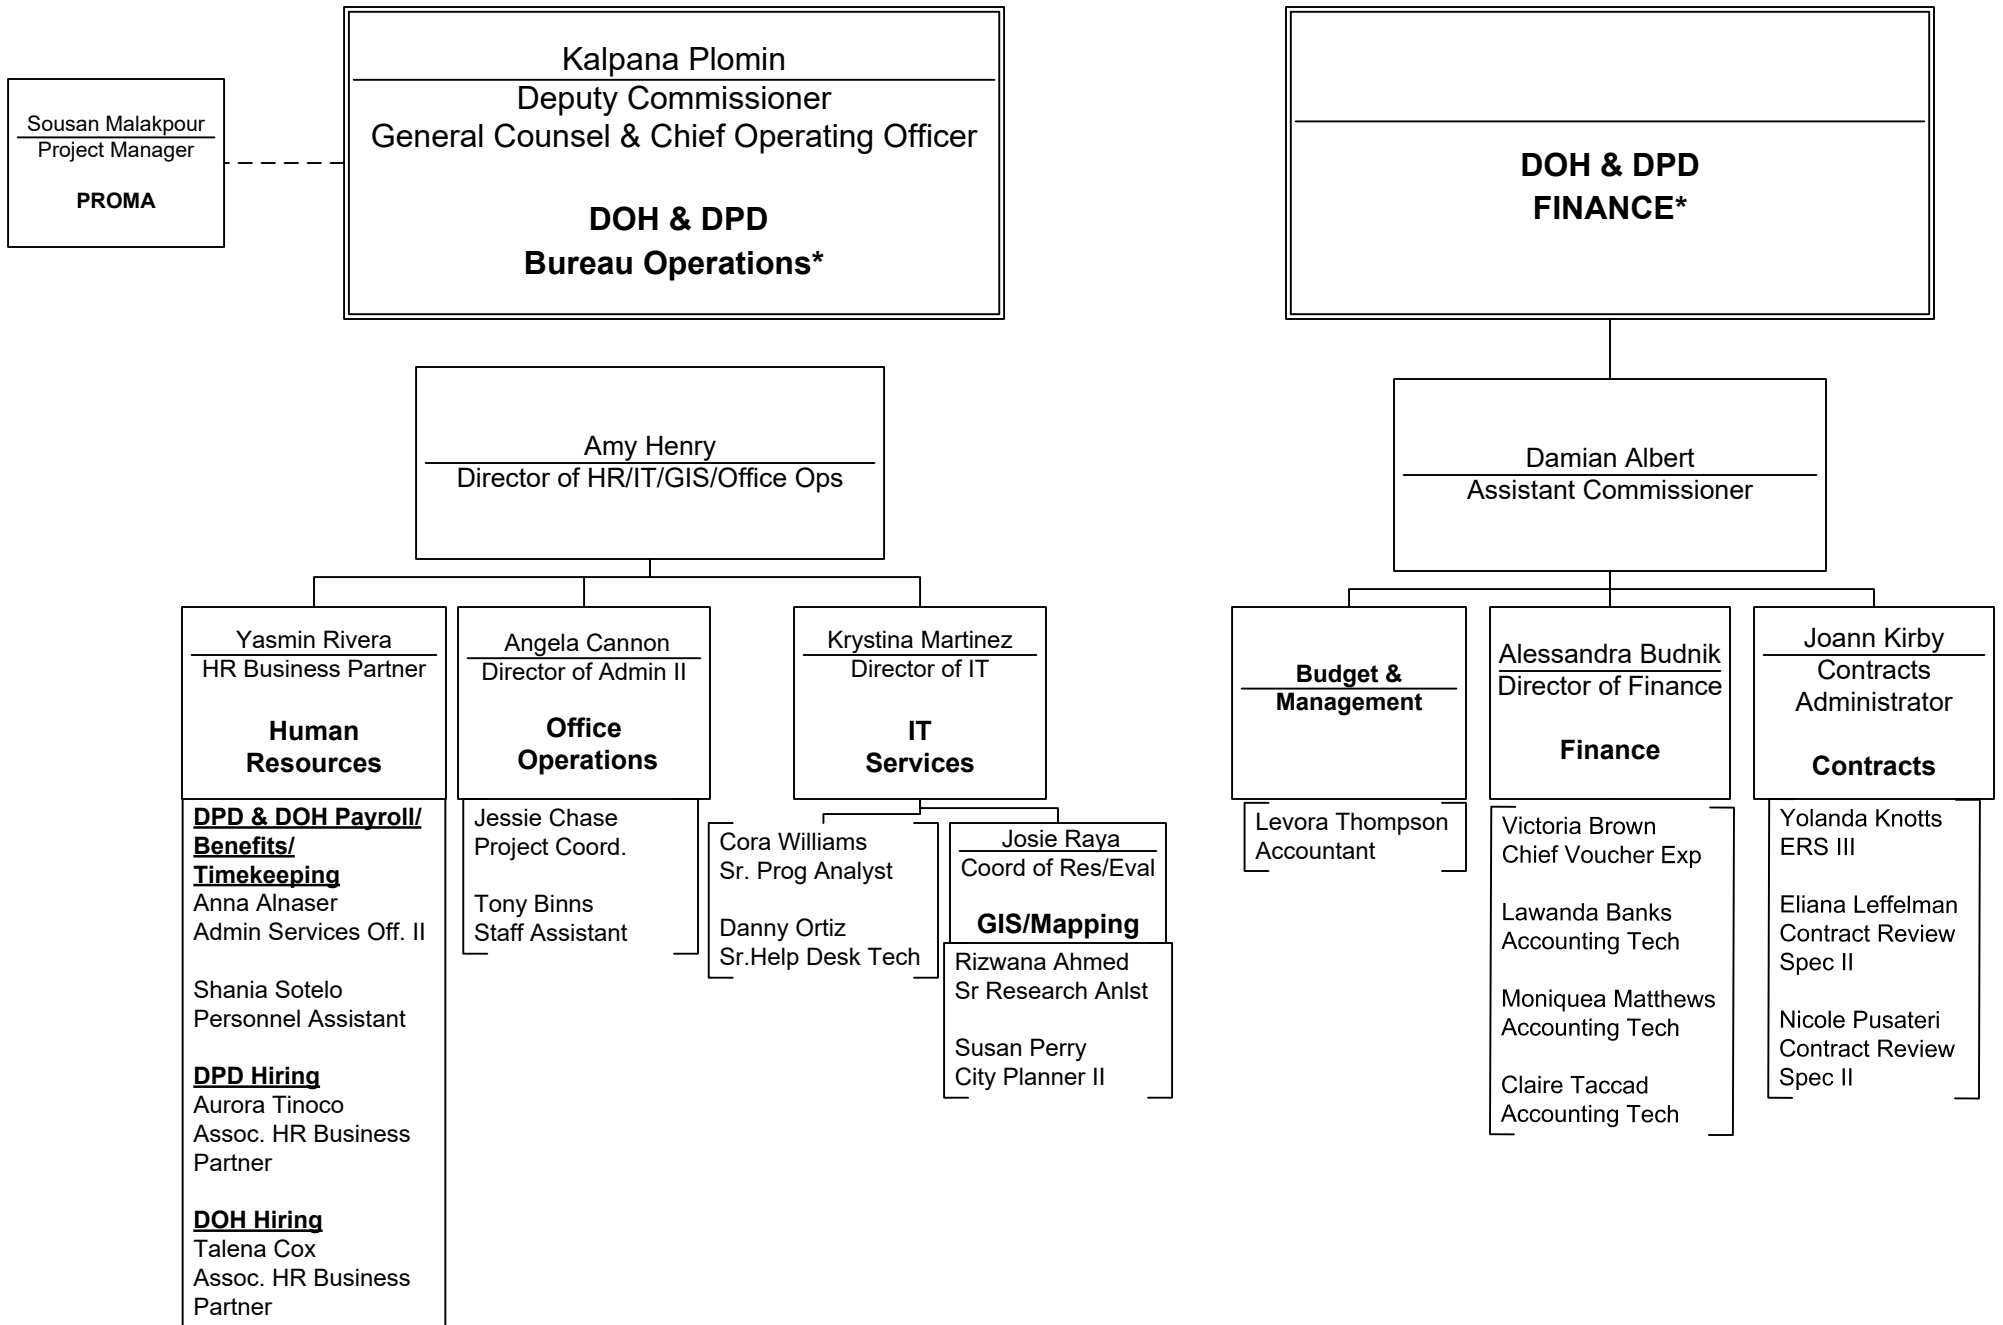 Kalpana Plomin
Deputy Commissioner
General Counsel & Chief Operating Officer
DOH & DPD
Bureau Operations*
Sousan Malakpour
Project Manager
PROMA
DOH & DPD
FINANCE*
Amy Henry
Director of HR/IT/GIS/Office Ops
Damian Albert
Assistant Commissioner
Yasmin Rivera
HR Business Partner
Human
Resources
DPD & DOH Payroll/
Benefits/
Timekeeping
Anna Alnaser
Admin Services Off. II
Shania Sotelo
Personnel Assistant
DPD Hiring
Aurora Tinoco
Assoc. HR Business
Partner
DOH Hiring
Talena Cox
Assoc. HR Business
Partner
Angela Cannon
Director of Admin II
Office
Operations
Jessie Chase
Project Coord.
Tony Binns
Staff Assistant
Krystina Martinez
Director of IT
IT
Services
Cora Williams
Sr. Prog Analyst
Danny Ortiz
Sr.Help Desk Tech
Josie Raya
Coord of Res/Eval
GIS/Mapping
Rizwana Ahmed
Sr Research Anlst
Susan Perry
City Planner II
Budget &
Management
Levora Thompson
Accountant
Alessandra Budnik
Director of Finance
Finance
Victoria Brown
Chief Voucher Exp
Lawanda Banks
Accounting Tech
Moniquea Matthews
Accounting Tech
Claire Taccad
Accounting Tech
Joann Kirby
Contracts
Administrator
Contracts
Yolanda Knotts
ERS III
Eliana Leffelman
Contract Review
Spec II
Nicole Pusateri
Contract Review
Spec II